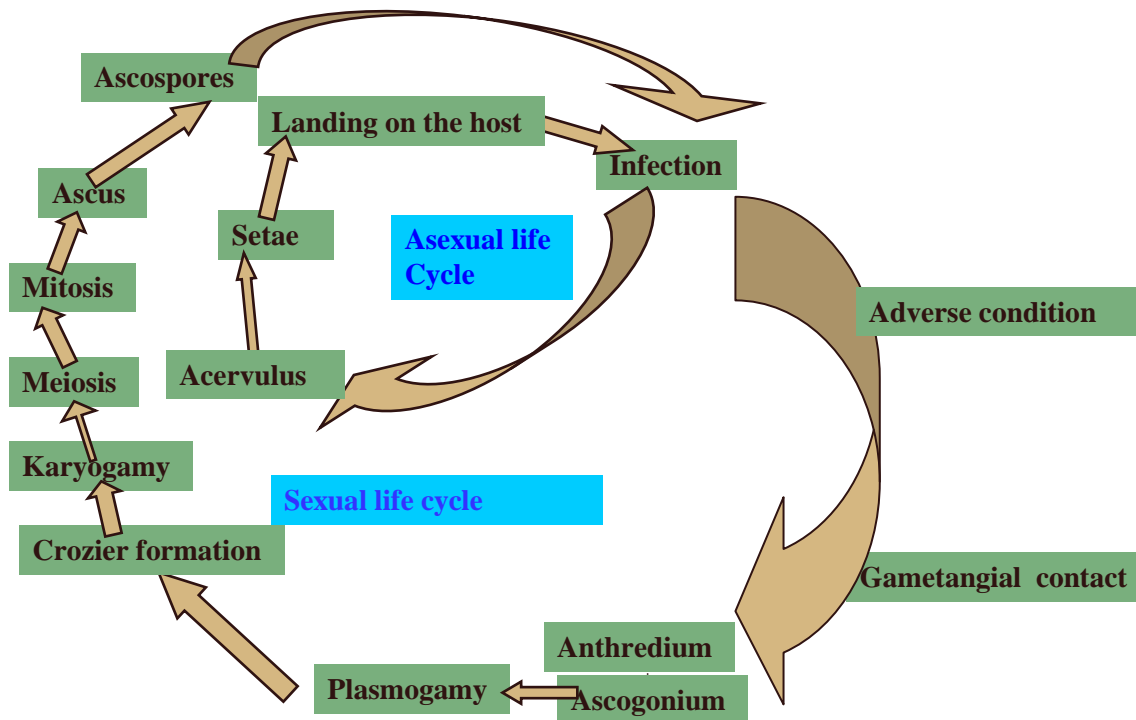 Ascospores
Landing on the host
Infection
Ascus
Setae
Asexual life
Cycle
Mitosis
Adverse condition
Acervulus
Meiosis
Karyogamy
Sexual life cycle
Crozier formation
Gametangial contact
Anthredium
Plasmogamy
Ascogonium